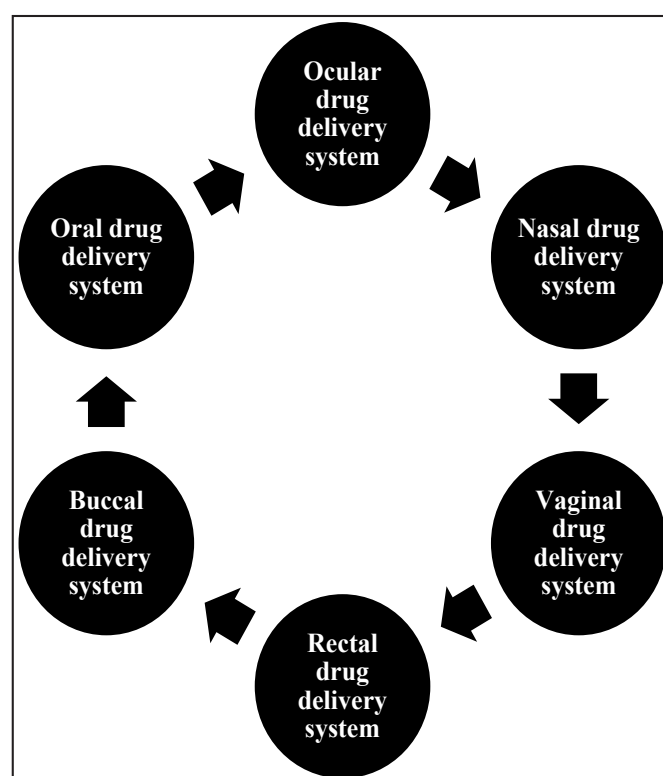 Ocular
drug
delivery
system
Nasal drug
delivery
system
Vaginal
drug
delivery
system
Rectal
drug
delivery
system
Buccal
drug
delivery
system
Oral drug
delivery
system